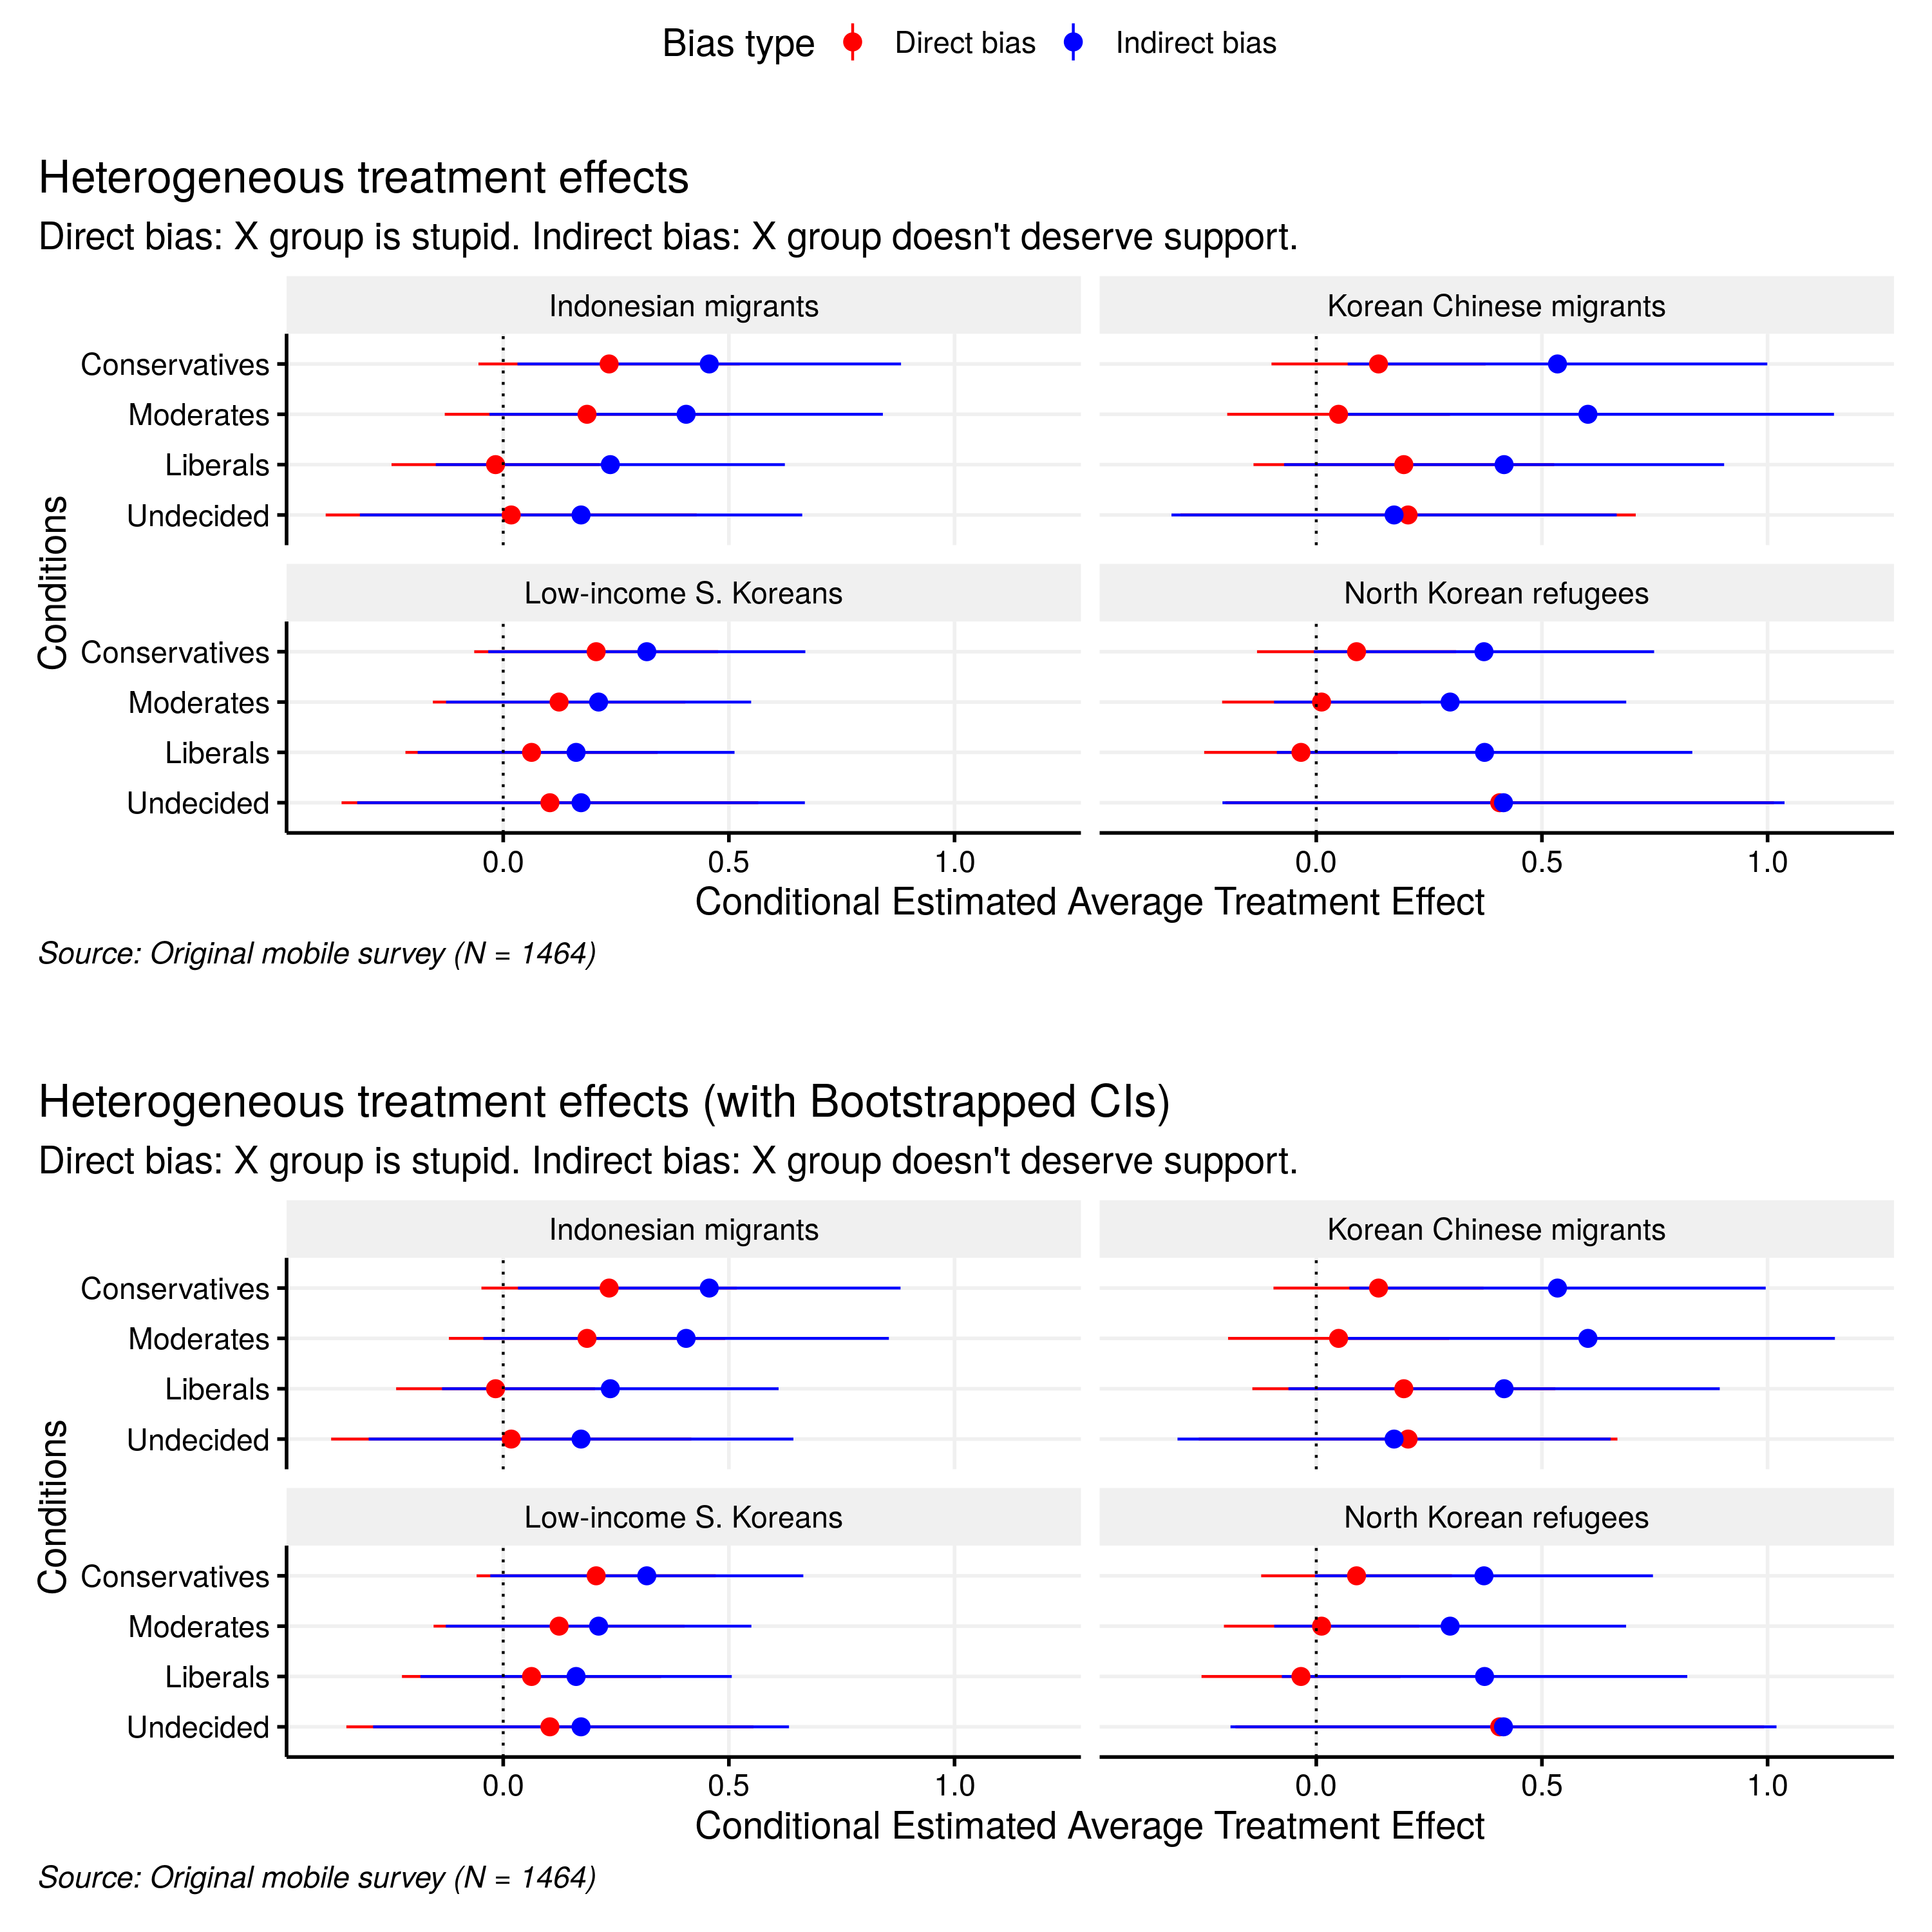 Bias type Direct bias Indirect bias
Heterogeneous treatment effects
Direct bias: X group is stupid. Indirect bias: X group doesn't deserve support.
Indonesian migrants Korean Chinese migrants
Conservatives
Moderates
Liberals
Undecided
Conditions
Low-income S. Koreans North Korean refugees
Conservatives
Moderates
Liberals
Undecided
0.0 0.5 1.0 0.0 0.5 1.0
Conditional Estimated Average Treatment Effect
Source: Original mobile survey (N = 1464)
Heterogeneous treatment effects (with Bootstrapped CIs)
Direct bias: X group is stupid. Indirect bias: X group doesn't deserve support.
Indonesian migrants Korean Chinese migrants
Conservatives
Moderates
Liberals
Undecided
Conditions
Low-income S. Koreans North Korean refugees
Conservatives
Moderates
Liberals
Undecided
0.0 0.5 1.0 0.0 0.5 1.0
Conditional Estimated Average Treatment Effect
Source: Original mobile survey (N = 1464)